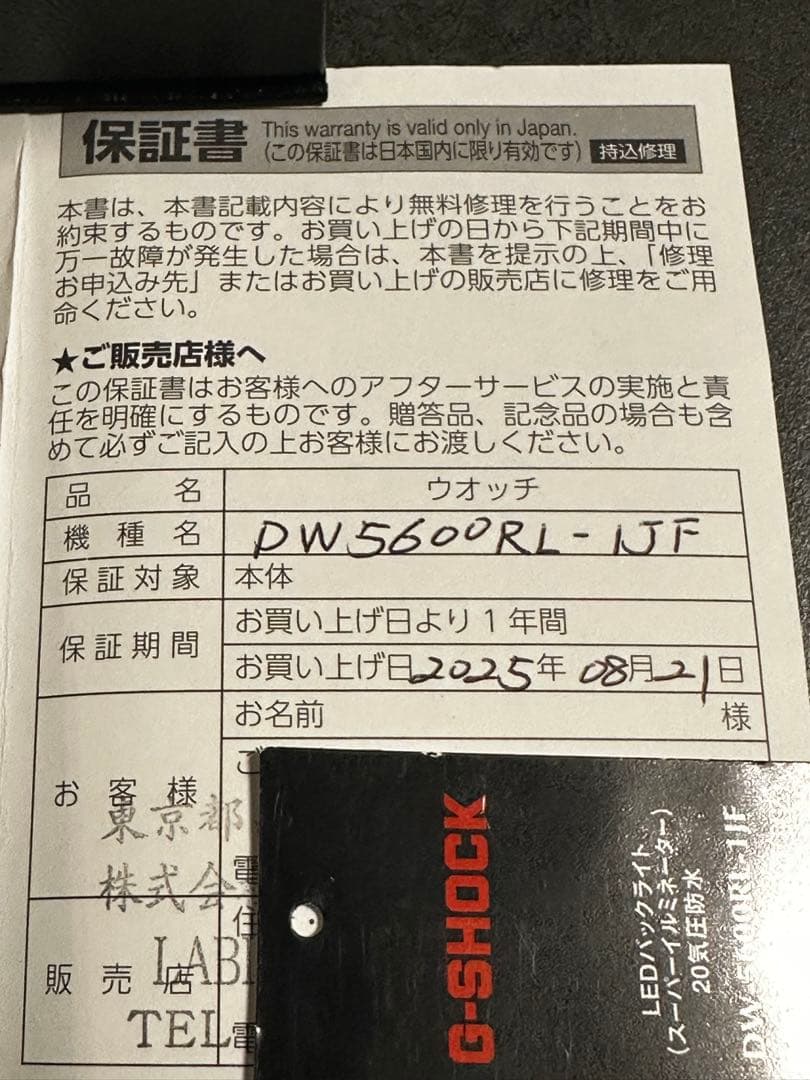 保証書 This warranty is valid only in Japan.
(この保証書は日本国内に限り有効です) 持込修理
本書は、本書記載内容により無料修理を行うことをお
約束するものです。お買い上げの日から下記期間中に
万一故障が発生した場合は、本書を提示の上、「修理
お申込み先」またはお買い上げの販売店に修理をご用
命ください。
★ご販売店様へ
この保証書はお客様へのアフターサービスの実施と責
任を明確にするものです。贈答品、記念品の場合も含
めて必ずご記入の上お客様にお渡しください。
品名 ウオッチ
機種名 DW5600RL-1JF
保証対象 本体
保証期間 お買い上げ日より1年間
お買い上げ日2025年 08月21日
お客様 お名前 様
ご
電
東京都
株式会
販売店 住
LABI
TEL 電
G-SHOCK
LEDバックライト
(スーパーイルミネーター)
20気圧防水
DW-5600RL-1JF